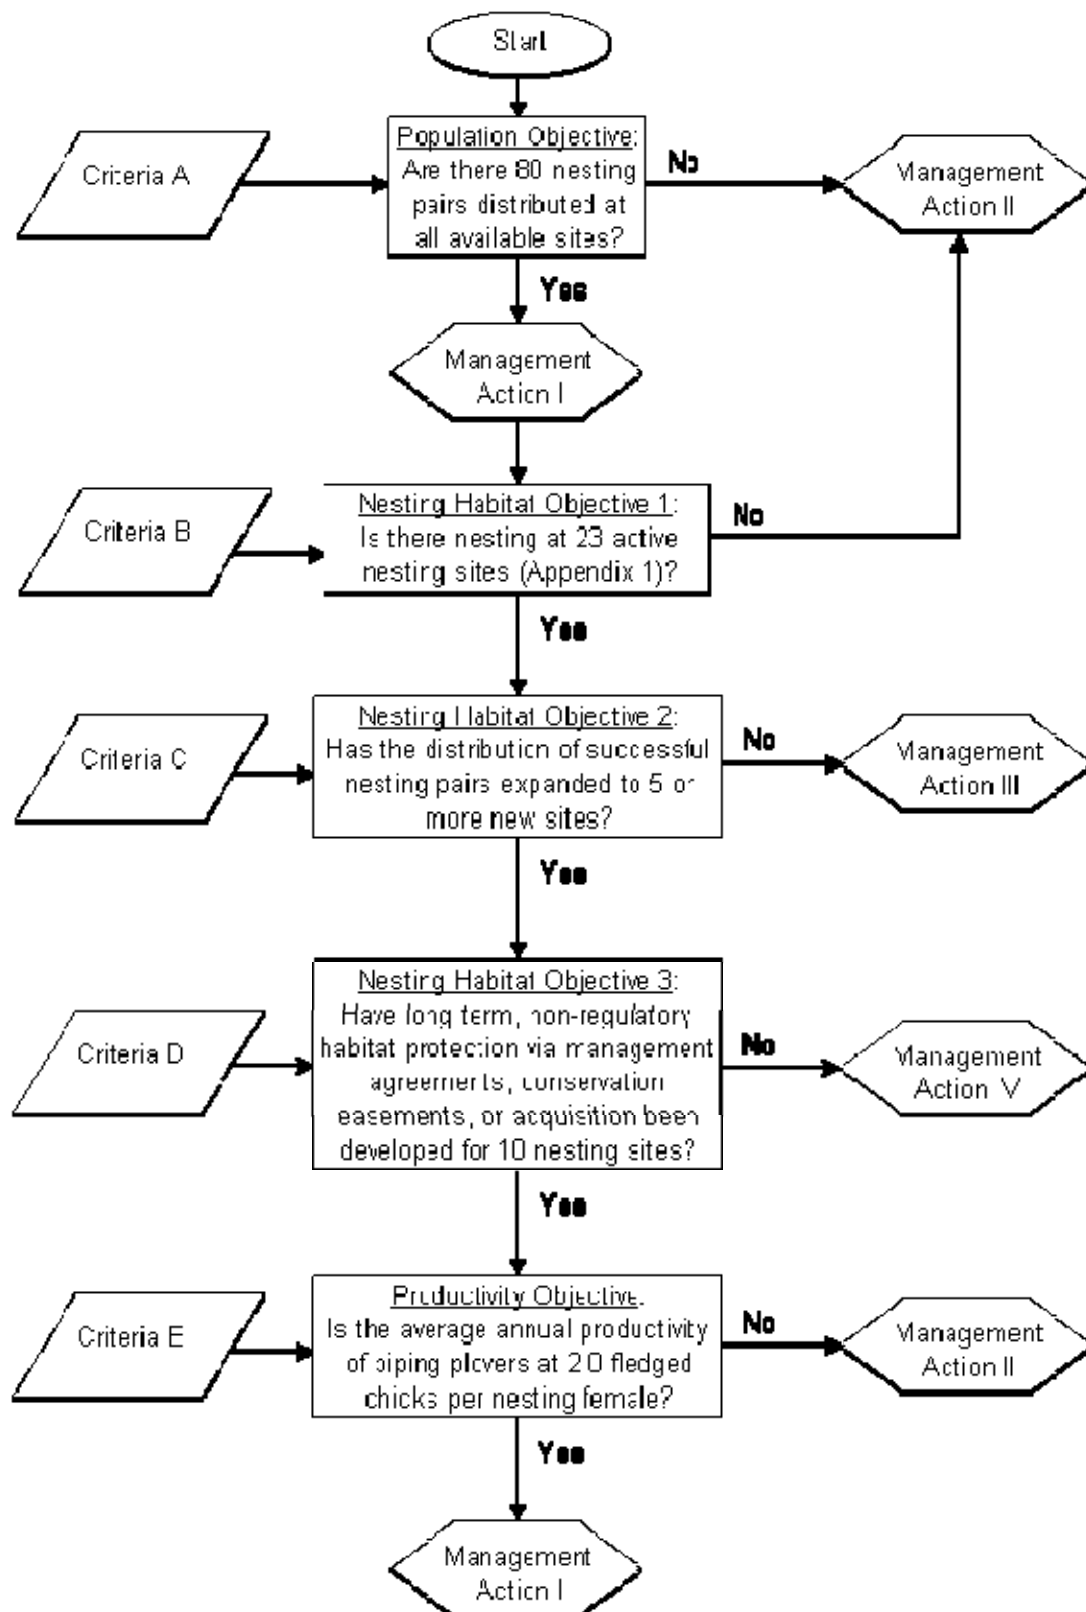 Start
Population Objective:
Are there 80 nesting
pairs distributed at
all available sites?
Criteria A
No
Management
Action II
Yes
Management
Action I
Criteria B
Nesting Habitat Objective 1:
Is there nesting at 23 active
nesting sites (Appendix 1)?
No
Yes
Criteria C
Nesting Habitat Objective 2:
Has the distribution of successful
nesting pairs expanded to 5 or
more new sites?
No
Management
Action III
Yes
Criteria D
Nesting Habitat Objective 3:
Have long term, non-regulatory
habitat protection via management
agreements, conservation
easements, or acquisition been
developed for 10 nesting sites?
No
Management
Action
Yes
Criteria E
Productivity Objective:
Is the average annual productivity
of piping plovers at 2.0 fledged
chicks per nesting female?
No
Management
Action II
Yes
Management
Action I